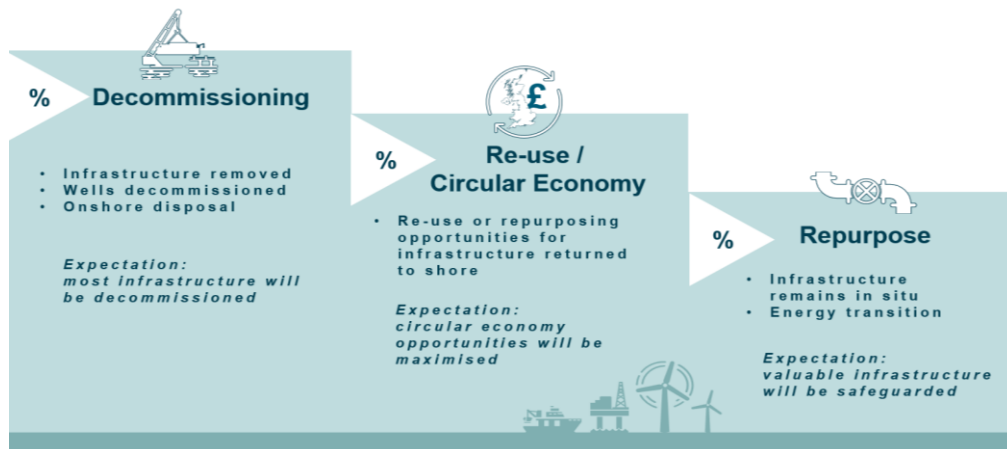 %
Decommissioning
• Infrastructure removed
• Wells decommissioned
• Onshore disposal
Expectation:
most infrastructure will
be decommissioned
%
£
Re-use /
Circular Economy
• Re-use or repurposing
opportunities for
infrastructure returned
to shore
Expectation:
circular economy
opportunities will be
maximised
%
Repurpose
• Infrastructure
remains in situ
• Energy transition
Expectation:
valuable infrastructure
will be safeguarded